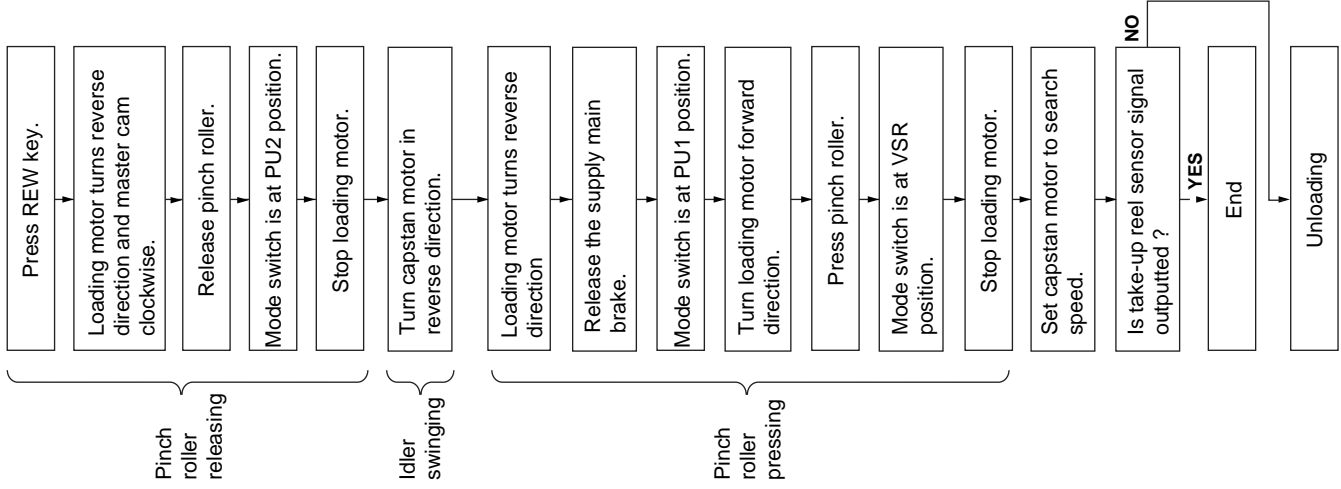 Press REW key.
Loading motor turns reverse
direction and master cam
clockwise.
Release pinch roller.
Mode switch is at PU2 position.
Stop loading motor.
Pinch
roller
releasing
Turn capstan motor in
reverse direction.
Idler
swinging
Loading motor turns reverse
direction
Release the supply main
brake.
Mode switch is at PU1 position.
Turn loading motor forward
direction.
Press pinch roller.
Mode switch is at VSR
position.
Stop loading motor.
Pinch
roller
pressing
Set capstan motor to search
speed.
Is take-up reel sensor signal
outputted ?
NO
YES
End
Unloading